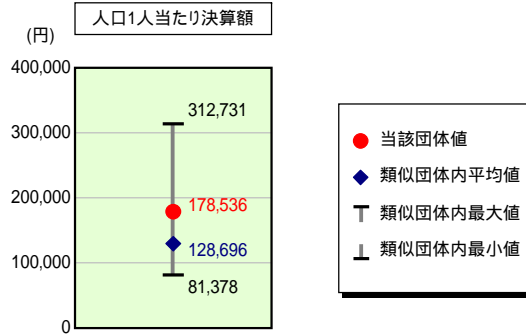 人口1人当たり決算額
(円)
400,000
300,000
200,000
100,000
0
312,731
178,536
128,696
81,378
当該団体値
類似団体内平均値
類似団体内最大値
類似団体内最小値